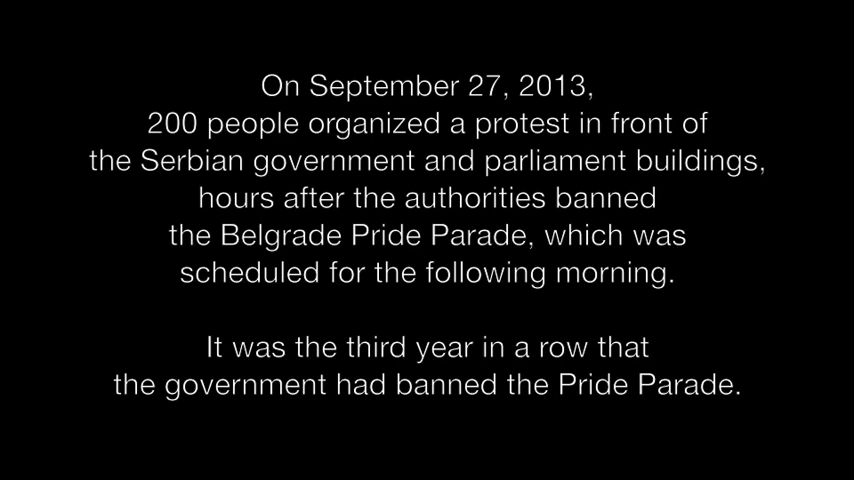 On September 27, 2013,
200 people organized a protest in front of
the Serbian government and parliament buildings,
hours after the authorities banned
the Belgrade Pride Parade, which was
scheduled for the following morning.
It was the third year in a row that
the government had banned the Pride Parade.